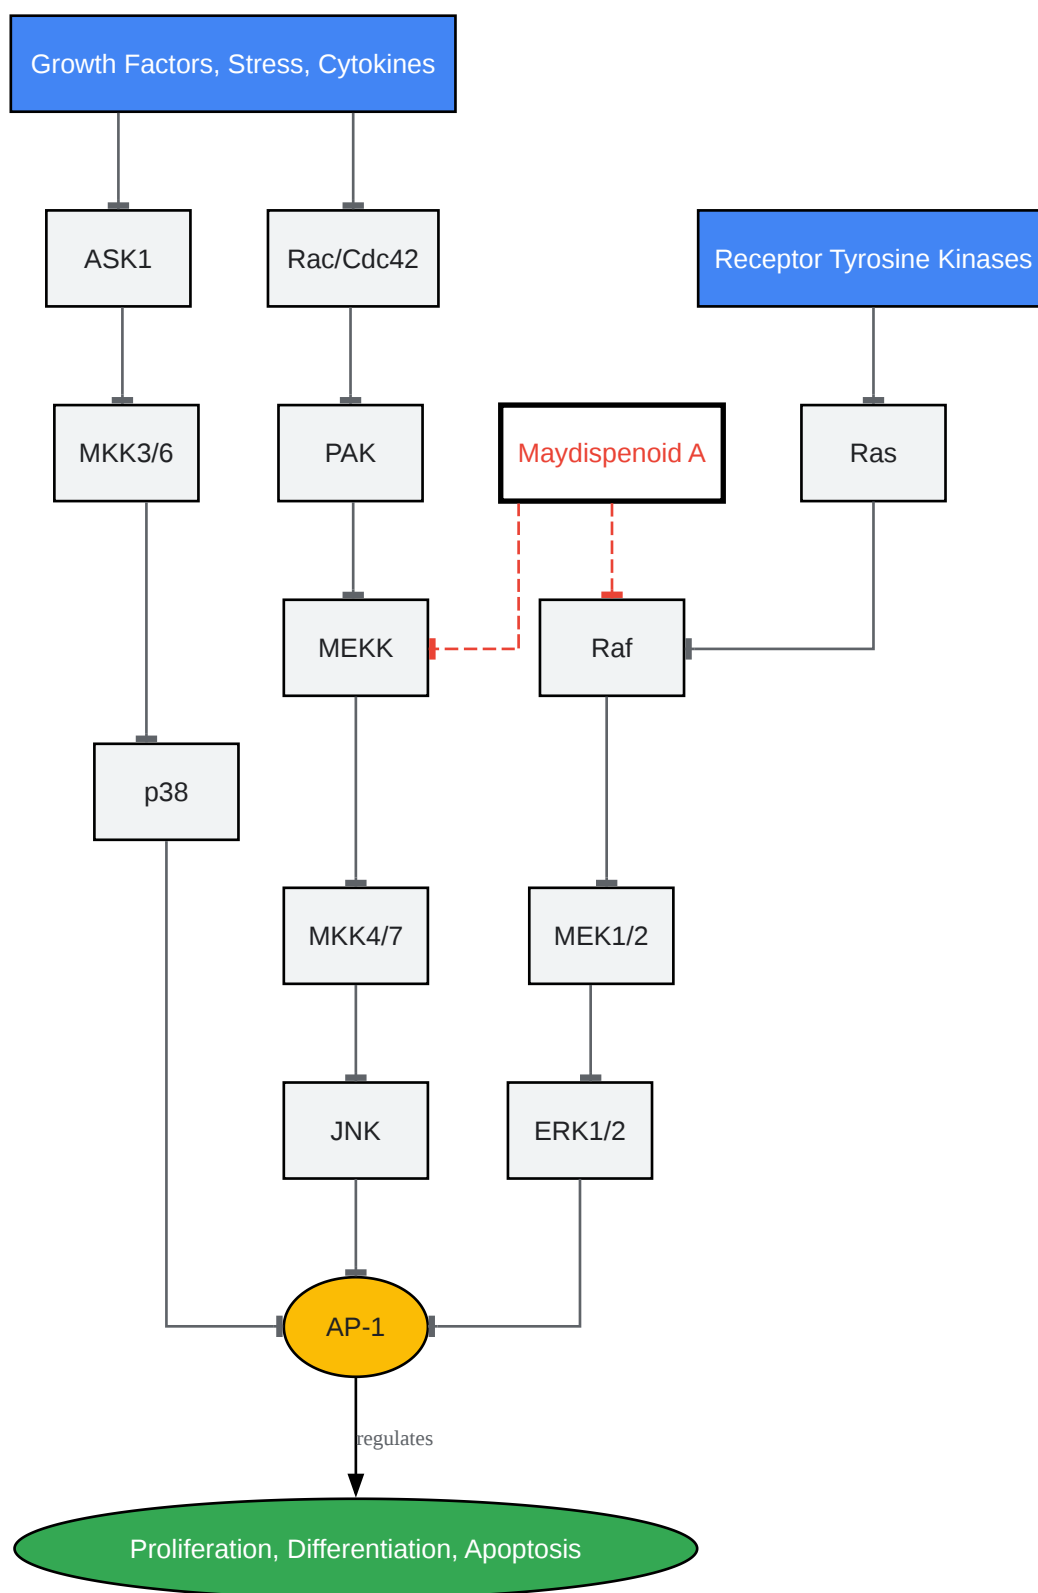 Growth Factors, Stress, Cytokines
ASK1
Rac/Cdc42
Receptor Tyrosine Kinases
MKK3/6
PAK
Maydispenoid A
Ras
MEKK
Raf
p38
MKK4/7
MEK1/2
JNK
ERK1/2
AP-1
regulates
Proliferation, Differentiation, Apoptosis